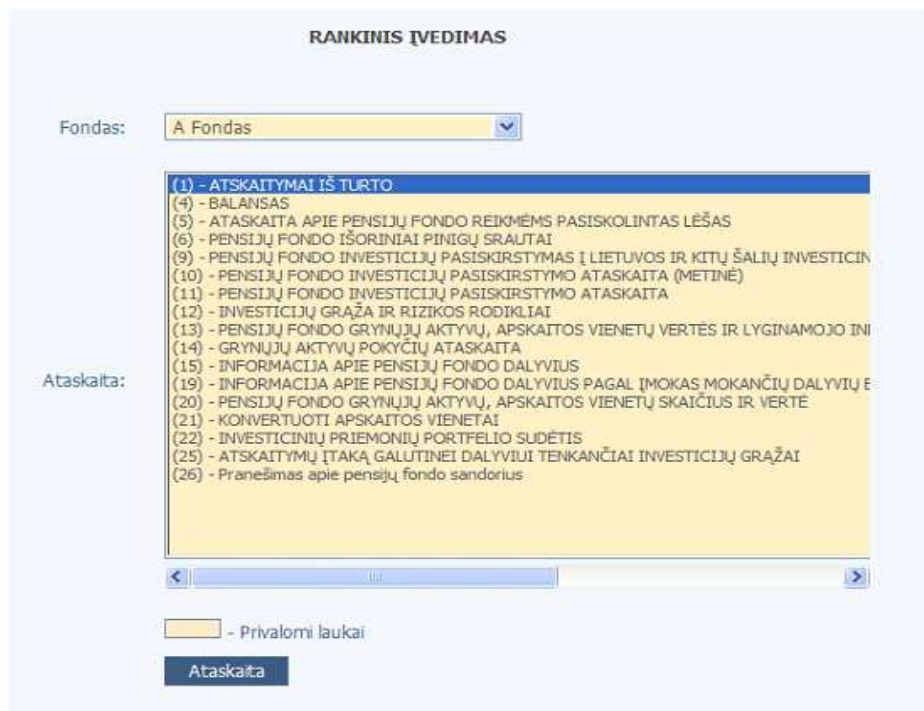 RANKINIS ĮVEDIMAS
Fondas:
A Fondas
Ataskaita:
(1) - ATSKAITYMAI IŠ TURTO
(4) - BALANSAS
(5) - ATASKAITA APIE PENSIJŲ FONDO REIKMĖMS PASISKOLINTAS LĖŠAS
(6) - PENSIJŲ FONDO IŠORINIAI PINIGŲ SRAUTAI
(9) - PENSIJŲ FONDO INVESTICIJŲ PASISKIRSTYMAS Į LIETUVOS IR KITŲ ŠALIŲ INVESTICIN
(10) - PENSIJŲ FONDO INVESTICIJŲ PASISKIRSTYMO ATASKAITA (METINĖ)
(11) - PENSIJŲ FONDO INVESTICIJŲ PASISKIRSTYMO ATASKAITA
(12) - INVESTICIJŲ GRĄŽA IR RIZIKOS RODIKLIAI
(13) - PENSIJŲ FONDO GRYNŲJŲ AKTYVŲ, APSKAITOS VIENETŲ VERTĖS IR LYGINAMOJO IN
(14) - GRYNŲJŲ AKTYVŲ POKYČIŲ ATASKAITA
(15) - INFORMACIJA APIE PENSIJŲ FONDO DALYVIUS
(19) - INFORMACIJA APIE PENSIJŲ FONDO DALYVIUS PAGAL ĮMOKAS MOKANČIŲ DALYVIŲ
(20) - PENSIJŲ FONDO GRYNŲJŲ AKTYVŲ, APSKAITOS VIENETŲ SKAIČIUS IR VERTĖ
(21) - KONVERTUOTI APSKAITOS VIENETAI
(22) - INVESTICINIŲ PRIEMONIŲ PORTFELIO SUDĖTIS
(25) - ATSKAITYMŲ ĮTAKĄ GALUTINEI DALYVIUI TENKANČIAI INVESTICIJŲ GRĄŽAI
(26) - Pranešimas apie pensijų fondo sandorius
- Privalomi laukai
Ataskaita